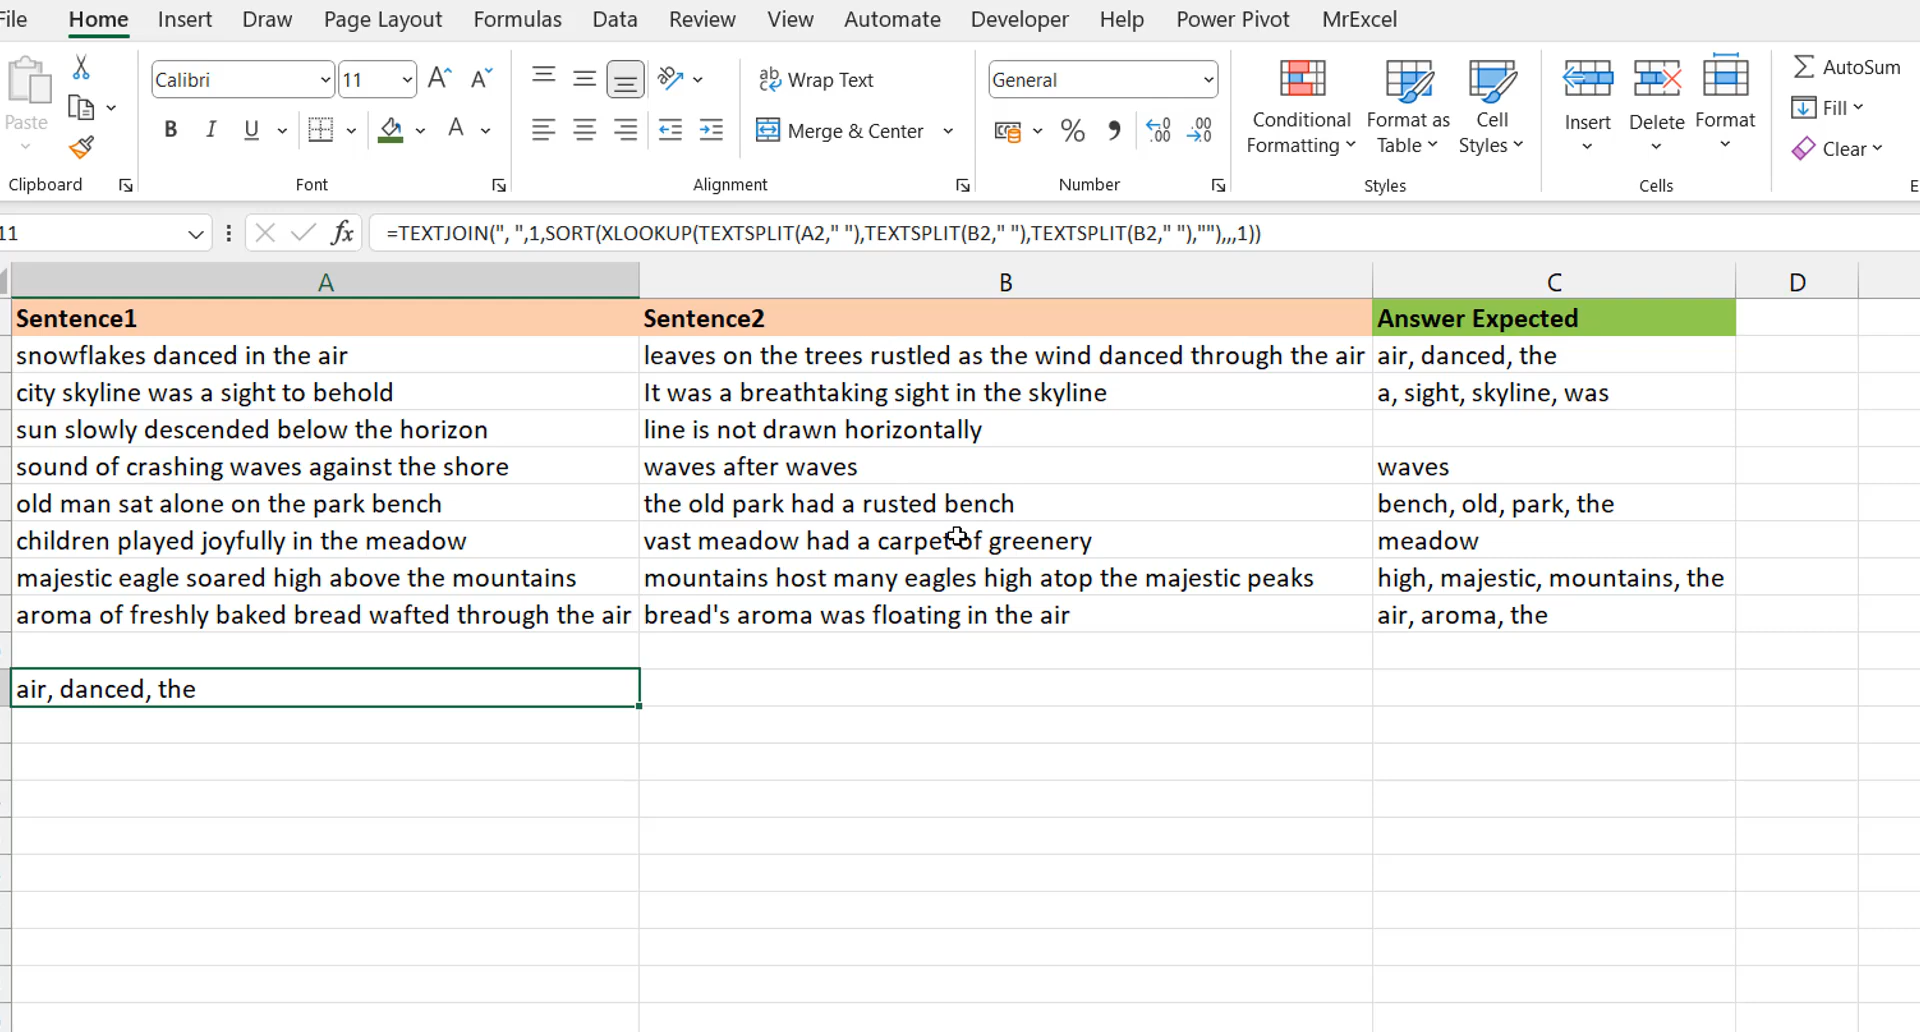 File Home Insert Draw Page Layout Formulas Data Review View Automate Developer Help Power Pivot MrExcel
Paste
Calibri 11 A A
B I U A
ab Wrap Text
Merge & Center
General
% .00
Conditional Formatting
Format as Table
Cell Styles
Insert Delete Format
AutoSum
Fill
Clear
Clipboard Font Alignment Number Styles Cells
11 fx =TEXTJOIN(", ",1,SORT(XLOOKUP(TEXTSPLIT(A2," "),TEXTSPLIT(B2," "),TEXTSPLIT(B2," "),""),,,1))
A B C D
Sentence1 Sentence2 Answer Expected
snowflakes danced in the air leaves on the trees rustled as the wind danced through the air air, danced, the
city skyline was a sight to behold It was a breathtaking sight in the skyline a, sight, skyline, was
sun slowly descended below the horizon line is not drawn horizontally
sound of crashing waves against the shore waves after waves waves
old man sat alone on the park bench the old park had a rusted bench bench, old, park, the
children played joyfully in the meadow vast meadow had a carpet of greenery meadow
majestic eagle soared high above the mountains mountains host many eagles high atop the majestic peaks high, majestic, mountains, the
aroma of freshly baked bread wafted through the air bread's aroma was floating in the air air, aroma, the
air, danced, the